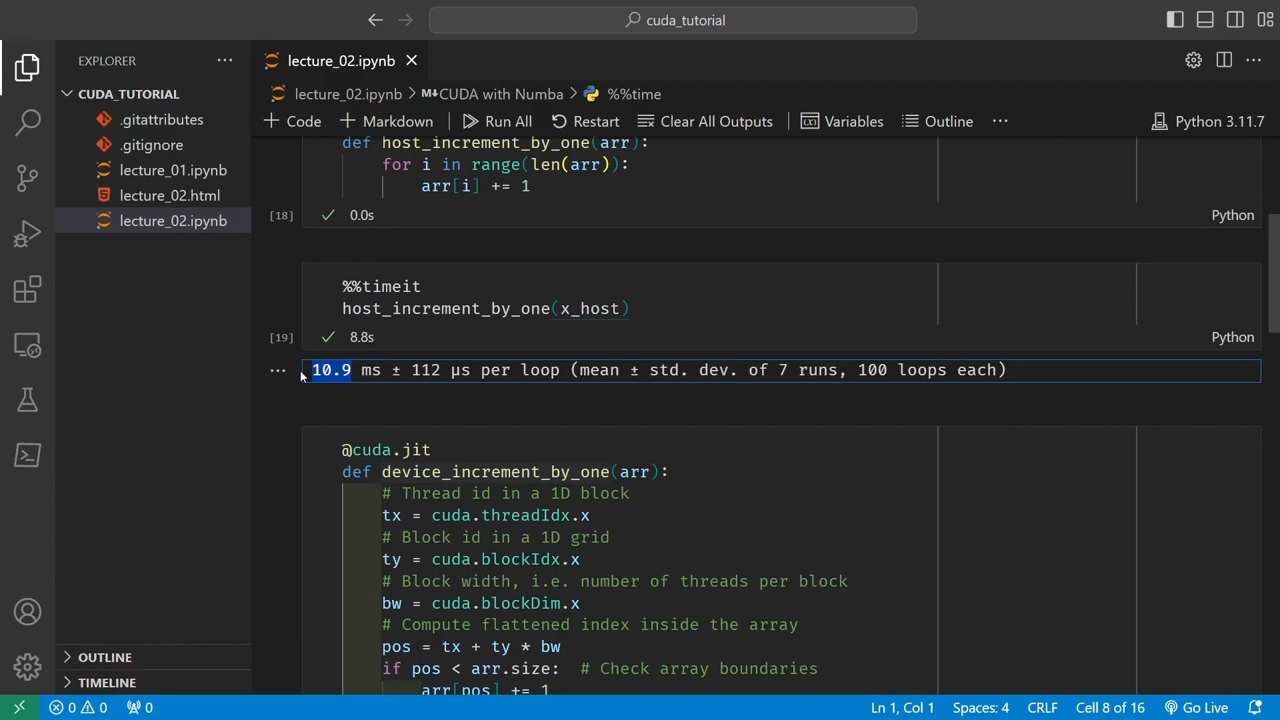 cuda_tutorial
EXPLORER
lecture_02.ipynb
CUDA_TUTORIAL
.gitattributes
.gitignore
lecture_01.ipynb
lecture_02.html
lecture_02.ipynb
OUTLINE
TIMELINE
lecture_02.ipynb > M↓CUDA with Numba > %%time
+ Code + Markdown Run All Restart Clear All Outputs Variables Outline ... Python 3.11.7
def host_increment_by_one(arr):
for i in range(len(arr)):
arr[i] += 1
[18] ✓ 0.0s Python
%%timeit
host_increment_by_one(x_host)
[19] ✓ 8.8s Python
10.9 ms ± 112 µs per loop (mean ± std. dev. of 7 runs, 100 loops each)
@cuda.jit
def device_increment_by_one(arr):
# Thread id in a 1D block
tx = cuda.threadIdx.x
# Block id in a 1D grid
ty = cuda.blockIdx.x
# Block width, i.e. number of threads per block
bw = cuda.blockDim.x
# Compute flattened index inside the array
pos = tx + ty * bw
if pos < arr.size: # Check array boundaries
arr[pos] += 1
0 0 0 Ln 1, Col 1 Spaces: 4 CRLF Cell 8 of 16 Go Live